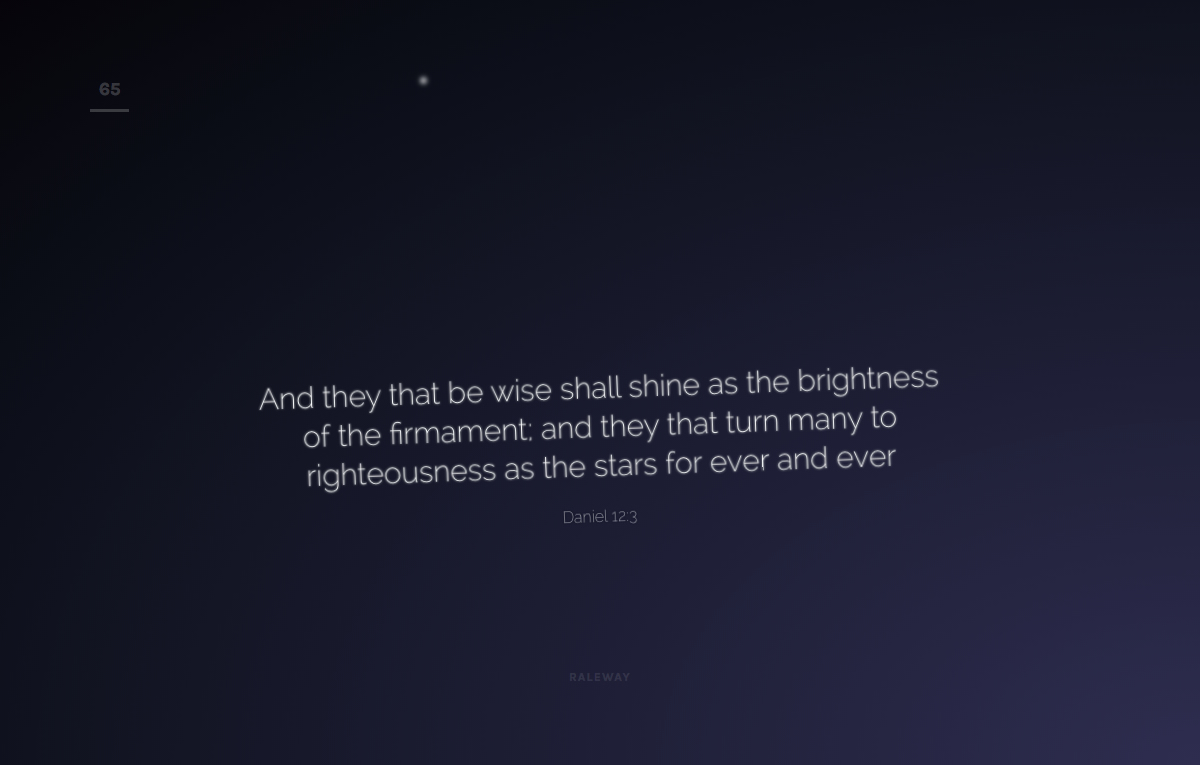 65
And they that be wise shall shine as the brightness
of the firmament; and they that turn many to
righteousness as the stars for ever and ever
Daniel 12:3
RALEWAY